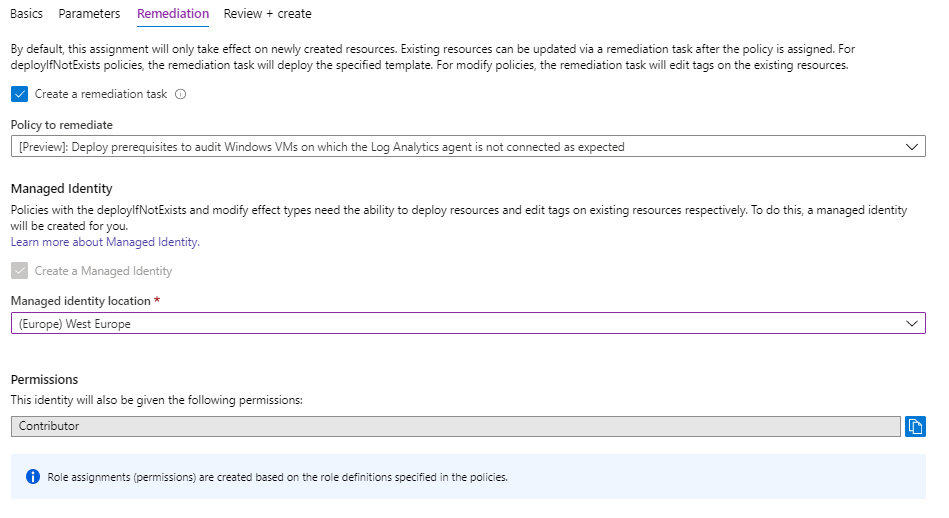 Basics Parameters Remediation Review + create
By default, this assignment will only take effect on newly created resources. Existing resources can be updated via a remediation task after the policy is assigned. For
deployIfNotExists policies, the remediation task will deploy the specified template. For modify policies, the remediation task will edit tags on the existing resources.
Create a remediation task
Policy to remediate
[Preview]: Deploy prerequisites to audit Windows VMs on which the Log Analytics agent is not connected as expected
Managed Identity
Policies with the deployIfNotExists and modify effect types need the ability to deploy resources and edit tags on existing resources respectively. To do this, a managed identity
will be created for you.
Learn more about Managed Identity.
Create a Managed Identity
Managed identity location *
(Europe) West Europe
Permissions
This identity will also be given the following permissions:
Contributor
Role assignments (permissions) are created based on the role definitions specified in the policies.